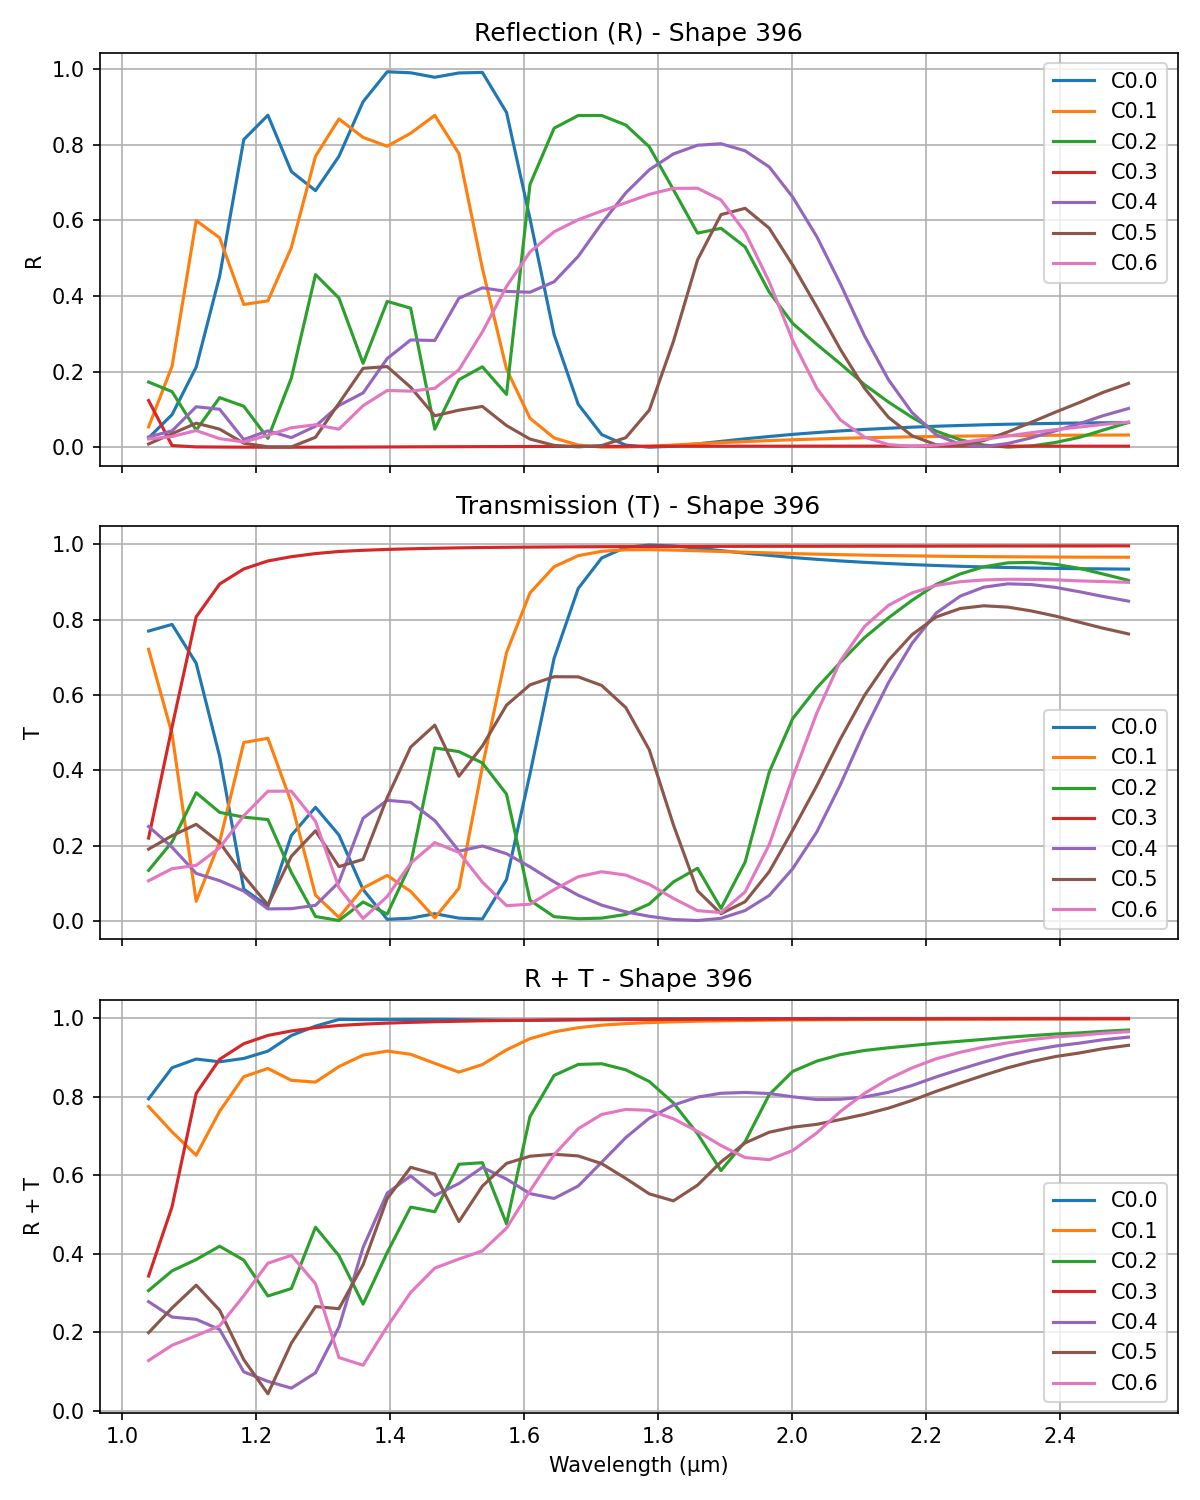 Reflection (R) - Shape 396
1.0
0.8
0.6
0.4
0.2
0.0
R
C0.0
C0.1
C0.2
C0.3
C0.4
C0.5
C0.6
Transmission (T) - Shape 396
1.0
0.8
0.6
0.4
0.2
0.0
T
C0.0
C0.1
C0.2
C0.3
C0.4
C0.5
C0.6
R + T - Shape 396
1.0
0.8
0.6
0.4
0.2
0.0
R + T
C0.0
C0.1
C0.2
C0.3
C0.4
C0.5
C0.6
1.0 1.2 1.4 1.6 1.8 2.0 2.2 2.4
Wavelength (μm)